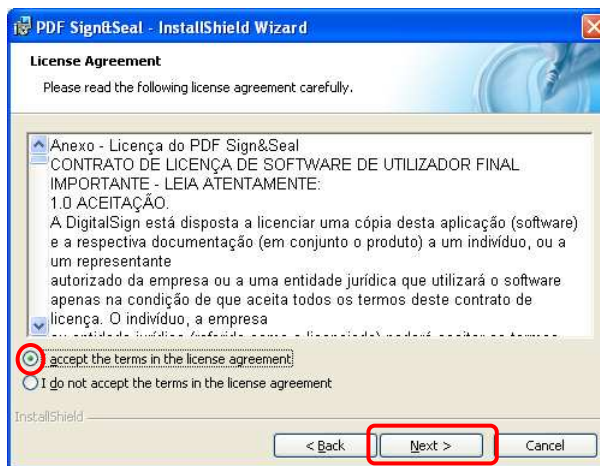 PDF Sign&Seal - InstallShield Wizard
License Agreement
Please read the following license agreement carefully.
Anexo - Licença do PDF Sign&Seal
CONTRATO DE LICENÇA DE SOFTWARE DE UTILIZADOR FINAL
IMPORTANTE - LEIA ATENTAMENTE:
1.0 ACEITAÇÃO.
A DigitalSign está disposta a licenciar uma cópia desta aplicação (software)
e a respectiva documentação (em conjunto o produto) a um indivíduo, ou a
um representante
autorizado da empresa ou a uma entidade jurídica que utilizará o software
apenas na condição de que aceita todos os termos deste contrato de
licença. O indivíduo, a empresa
I accept the terms in the license agreement
I do not accept the terms in the license agreement
InstallShield
< Back
Next >
Cancel